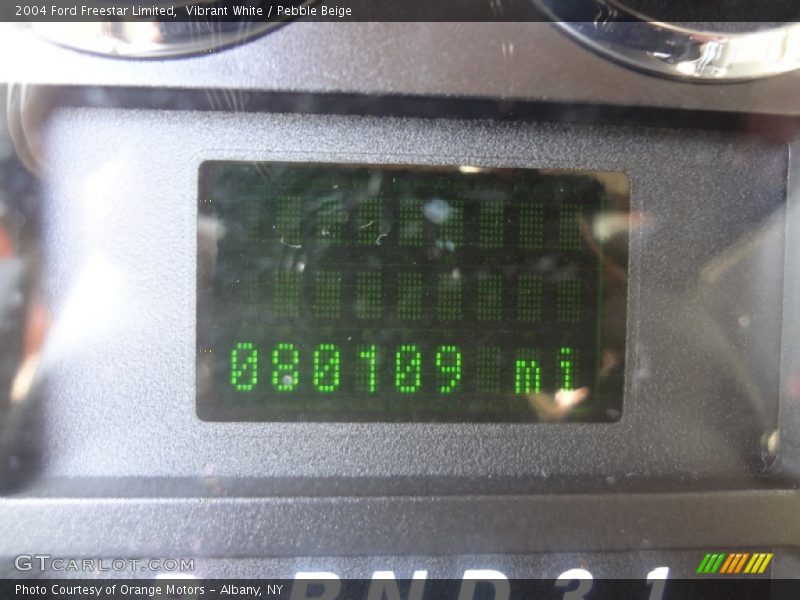 2004 Ford Freestar Limited, Vibrant White / Pebble Beige
080109 mi
GTCARLOT.COM
RND31
Photo Courtesy of Orange Motors - Albany, NY